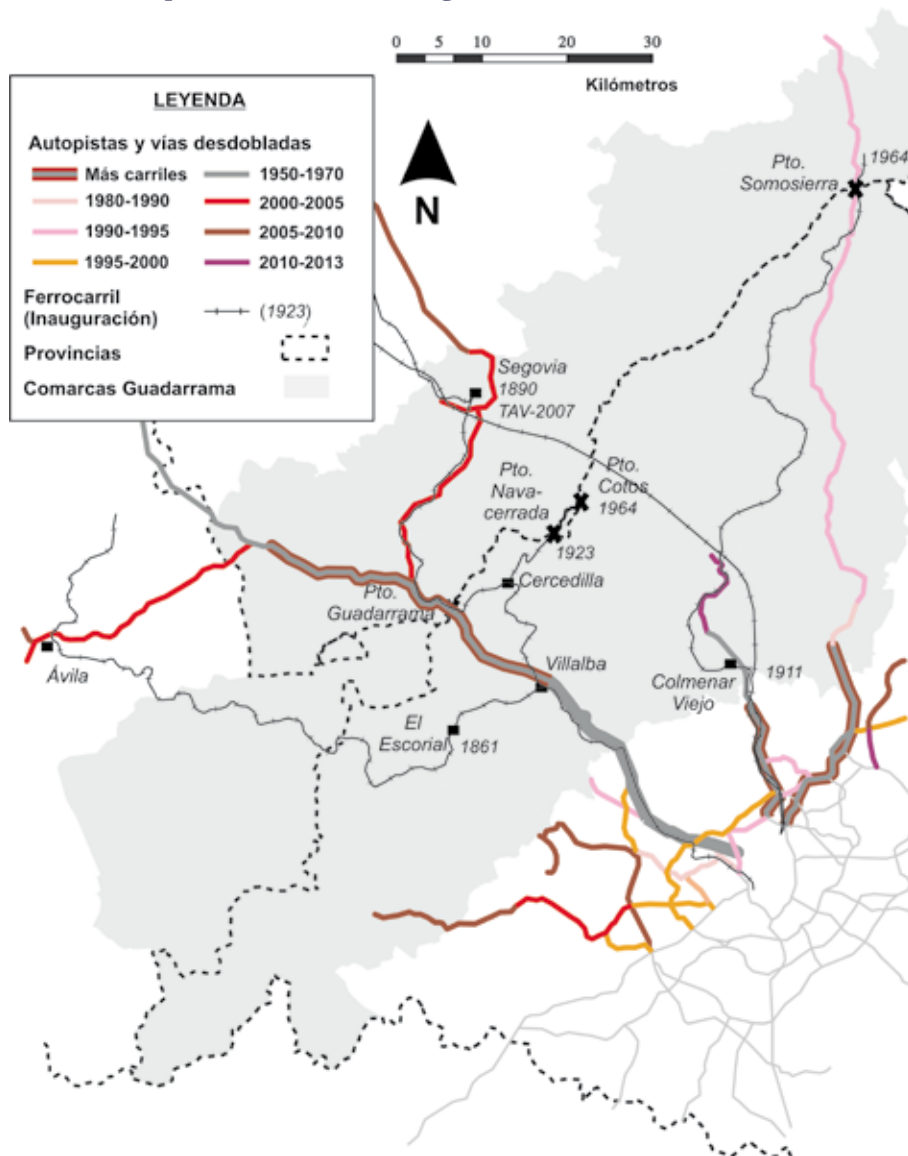 0 5 10 20 30
Kilómetros
LEYENDA
Autopistas y vías desdobladas
Más carriles
1950-1970
1980-1990
2000-2005
1990-1995
2005-2010
1995-2000
2010-2013
Ferrocarril
(Inauguración)
(1923)
Provincias
Comarcas Guadarrama
N
Pto.
Somosierra
1964
Segovia
1890
TAV-2007
Pto.
Nava-
cerrada
1923
Pto.
Cotos
1964
Cercedilla
Pto.
Guadarrama
Ávila
Villalba
El
Escorial
1861
Colmenar
Viejo
1911